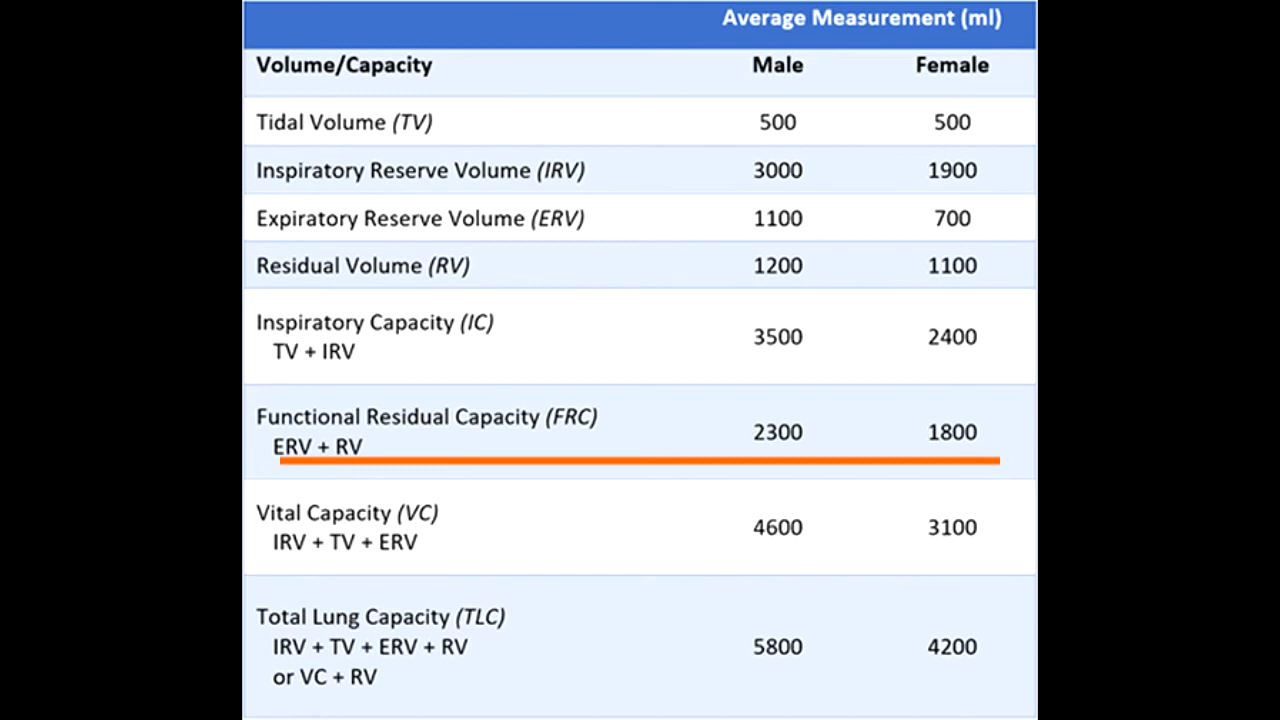 Average Measurement (ml)
Volume/Capacity Male Female
Tidal Volume (TV) 500 500
Inspiratory Reserve Volume (IRV) 3000 1900
Expiratory Reserve Volume (ERV) 1100 700
Residual Volume (RV) 1200 1100
Inspiratory Capacity (IC)
TV + IRV 3500 2400
Functional Residual Capacity (FRC)
ERV + RV 2300 1800
Vital Capacity (VC)
IRV + TV + ERV 4600 3100
Total Lung Capacity (TLC)
IRV + TV + ERV + RV 5800 4200
or VC + RV